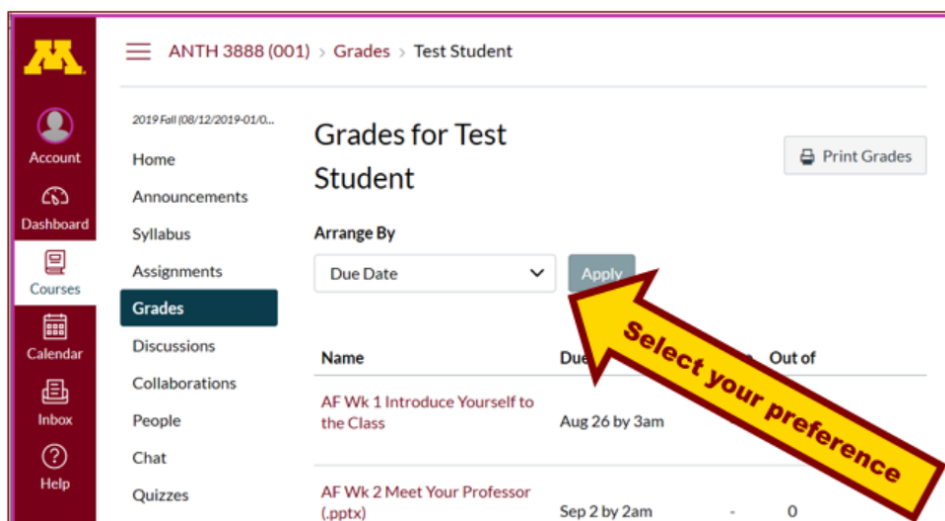 M
ANTH 3888 (001) > Grades > Test Student
Account
Dashboard
Courses
Calendar
Inbox
Help
2019 Fall (08/12/2019-01/0...
Home
Announcements
Syllabus
Assignments
Grades
Discussions
Collaborations
People
Chat
Quizzes
Grades for Test
Student
Print Grades
Arrange By
Due Date
Apply
Select your preference
Name
Due
Out of
AF Wk 1 Introduce Yourself to
the Class
Aug 26 by 3am
AF Wk 2 Meet Your Professor
(.pptx)
Sep 2 by 2am
-
0